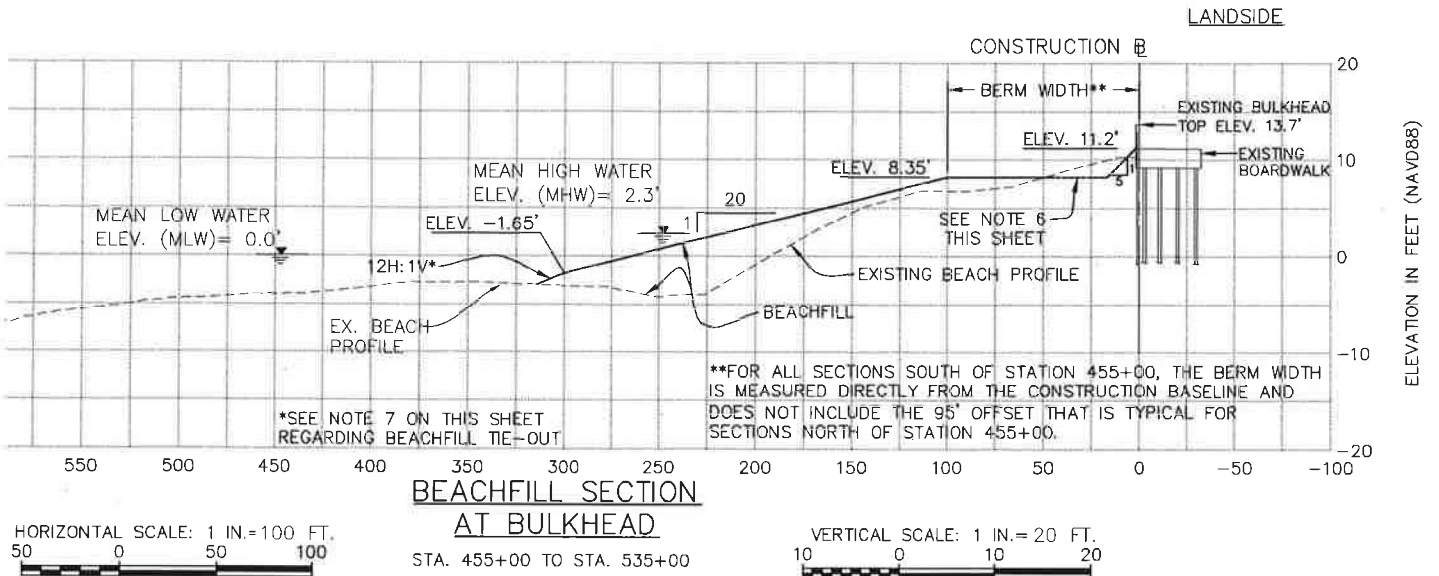 LANDSIDE
CONSTRUCTION B
BERM WIDTH**
EXISTING BULKHEAD
TOP ELEV. 13.7'
ELEV. 11.2'
EXISTING
BOARDWALK
MEAN HIGH WATER
ELEV. (MHW)= 2.3'
ELEV. 8.35'
20
1
5
1
MEAN LOW WATER
ELEV. (MLW)= 0.0'
ELEV. -1.65'
SEE NOTE 6
THIS SHEET
12H:1V*
EXISTING BEACH PROFILE
BEACHFILL
EX. BEACH
PROFILE
**FOR ALL SECTIONS SOUTH OF STATION 455+00, THE BERM WIDTH
IS MEASURED DIRECTLY FROM THE CONSTRUCTION BASELINE AND
DOES NOT INCLUDE THE 95' OFFSET THAT IS TYPICAL FOR
SECTIONS NORTH OF STATION 455+00.
*SEE NOTE 7 ON THIS SHEET
REGARDING BEACHFILL TIE-OUT
20
10
0
-10
-20
ELEVATION IN FEET (NAVD88)
550 500 450 400 350 300 250 200 150 100 50 0 -50 -100
BEACHFILL SECTION
AT BULKHEAD
STA. 455+00 TO STA. 535+00
HORIZONTAL SCALE: 1 IN.=100 FT.
50 0 50 100
VERTICAL SCALE: 1 IN.= 20 FT.
10 0 10 20